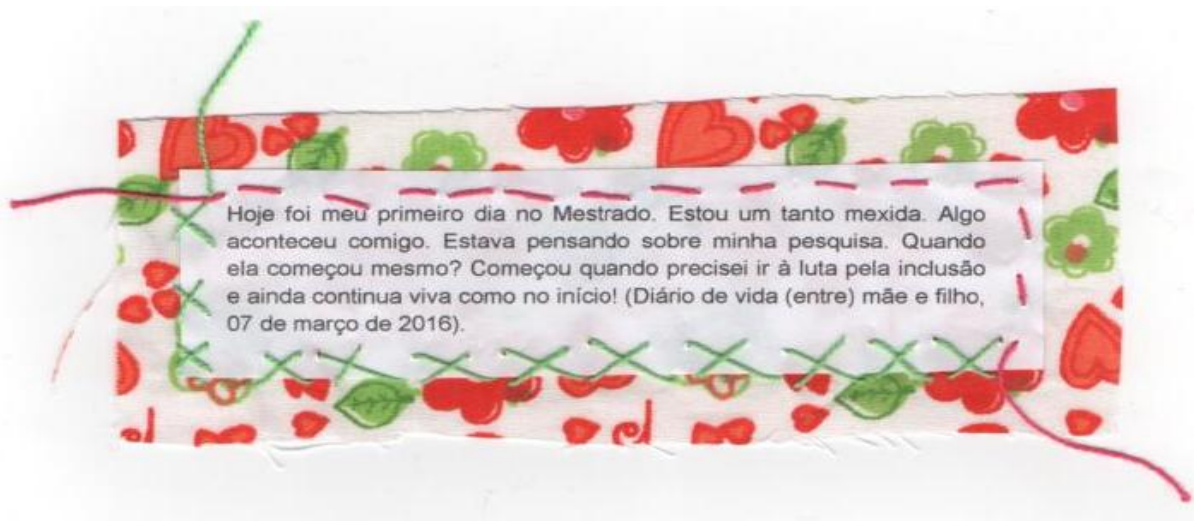 Hoje foi meu primeiro dia no Mestrado. Estou um tanto mexida. Algo
aconteceu comigo. Estava pensando sobre minha pesquisa. Quando
ela começou mesmo? Começou quando precisei ir à luta pela inclusão
e ainda continua viva como no início! (Diário de vida (entre) mãe e filho,
07 de março de 2016).